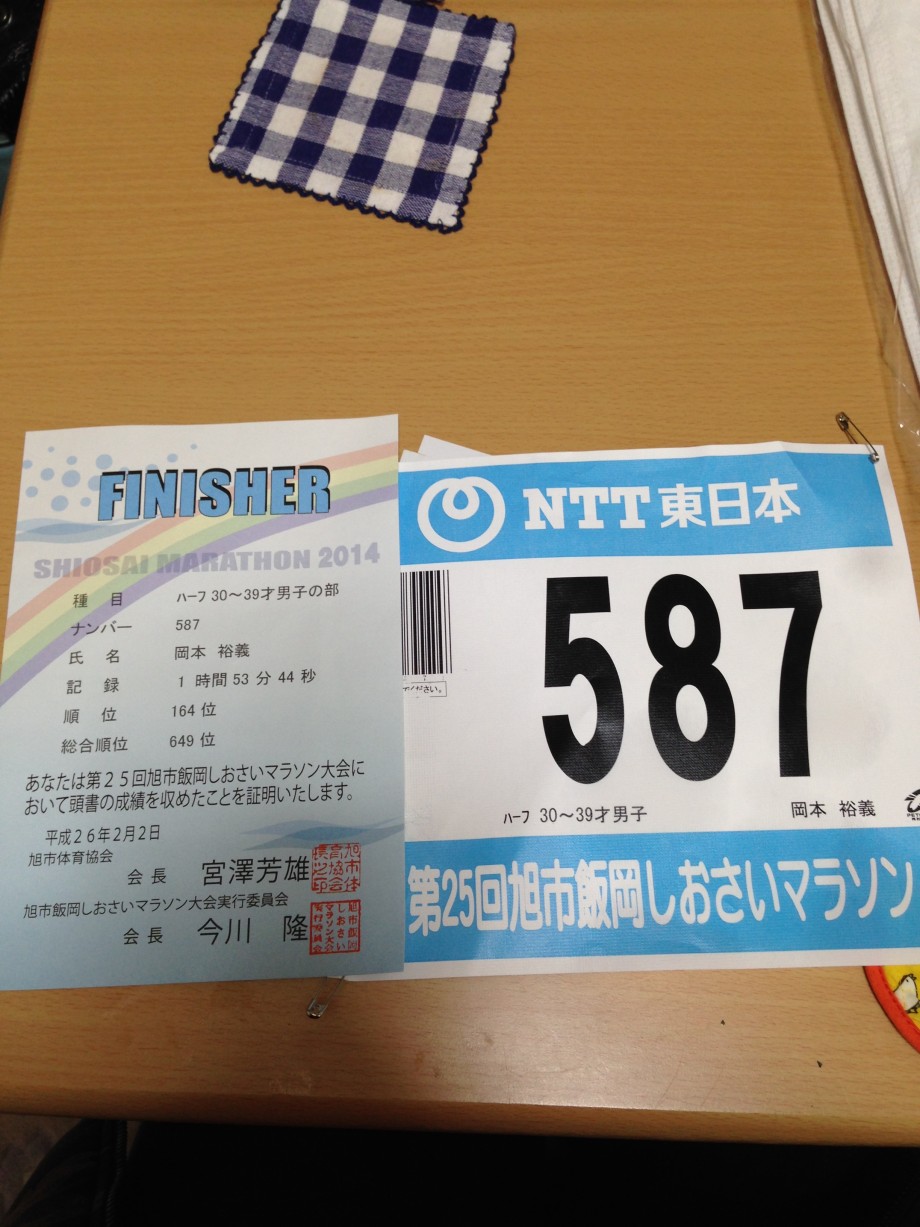 FINISHER
SHIOSAI MARATHON 2014
種 目 ハーフ 30～39才男子の部
ナンバー 587
氏 名 岡本 裕義
記 録 1 時間 53 分 44 秒
順 位 164 位
総合順位 649 位
あなたは第25回旭市飯岡しおさいマラソン大会に
おいて頭書の成績を収めたことを証明いたします。
平成26年2月2日
旭市体育協会
会 長 宮澤芳雄
旭市飯岡しおさいマラソン大会実行委員会
会 長 今川 隆
NTT 東日本
587
ハーフ 30～39才男子 岡本 裕義
第25回旭市飯岡しおさいマラソン